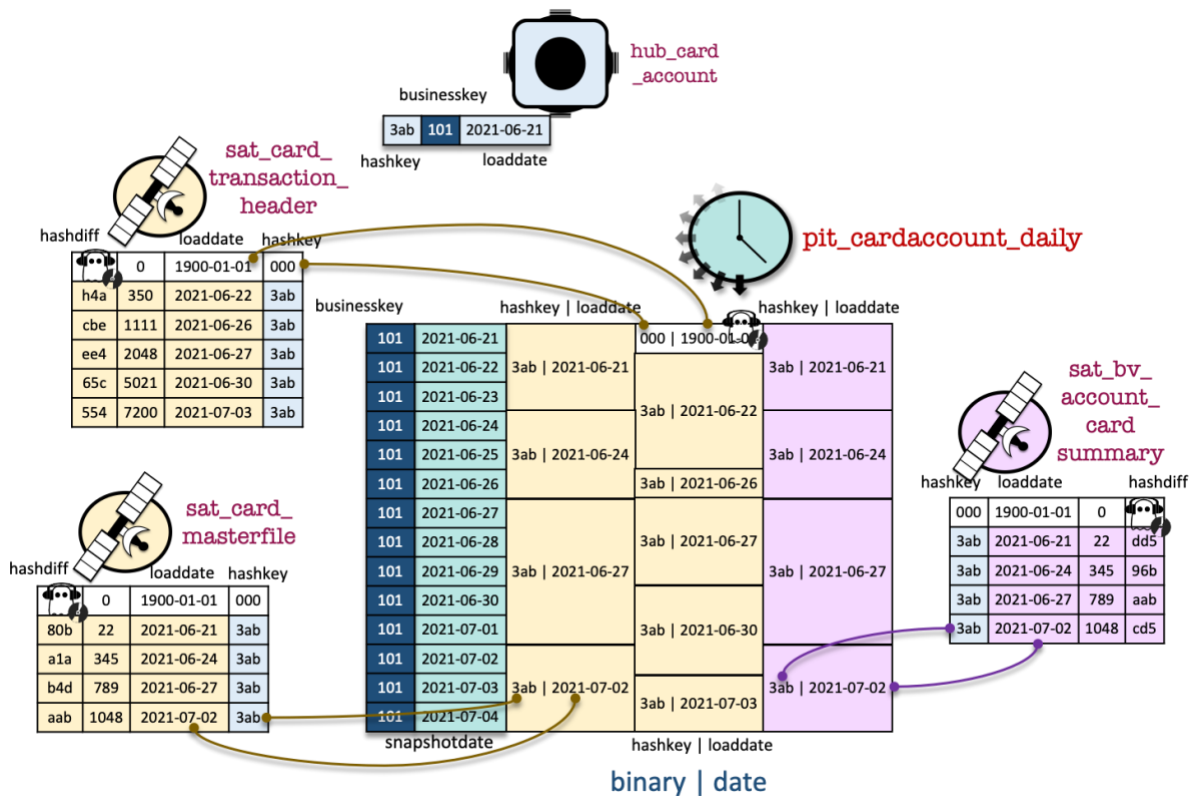 hub_card
_account
businesskey
3ab 101 2021-06-21
hashkey loaddate
sat_card_
transaction_
header
hashdiff loaddate hashkey
0 1900-01-01 000
h4a 350 2021-06-22 3ab
cbe 1111 2021-06-26 3ab
ee4 2048 2021-06-27 3ab
65c 5021 2021-06-30 3ab
554 7200 2021-07-03 3ab
pit_cardaccount_daily
businesskey
hashkey | loaddate
hashkey | loaddate
101 2021-06-21
101 2021-06-22
101 2021-06-23
101 2021-06-24
101 2021-06-25
101 2021-06-26
101 2021-06-27
101 2021-06-28
101 2021-06-29
101 2021-06-30
101 2021-07-01
101 2021-07-02
101 2021-07-03
101 2021-07-04
snapshotdate
3ab | 2021-06-21
3ab | 2021-06-24
3ab | 2021-06-27
3ab | 2021-07-02
000 | 1900-01-01
3ab | 2021-06-22
3ab | 2021-06-26
3ab | 2021-06-27
3ab | 2021-06-30
3ab | 2021-07-03
hashkey | loaddate
3ab | 2021-06-21
3ab | 2021-06-24
3ab | 2021-06-27
3ab | 2021-07-02
binary | date
sat_card_
masterfile
hashdiff loaddate hashkey
0 1900-01-01 000
80b 22 2021-06-21 3ab
a1a 345 2021-06-24 3ab
b4d 789 2021-06-27 3ab
aab 1048 2021-07-02 3ab
sat_bv_
account_
card
summary
hashkey loaddate hashdiff
000 1900-01-01 0
3ab 2021-06-21 22 dd5
3ab 2021-06-24 345 96b
3ab 2021-06-27 789 aab
3ab 2021-07-02 1048 cd5